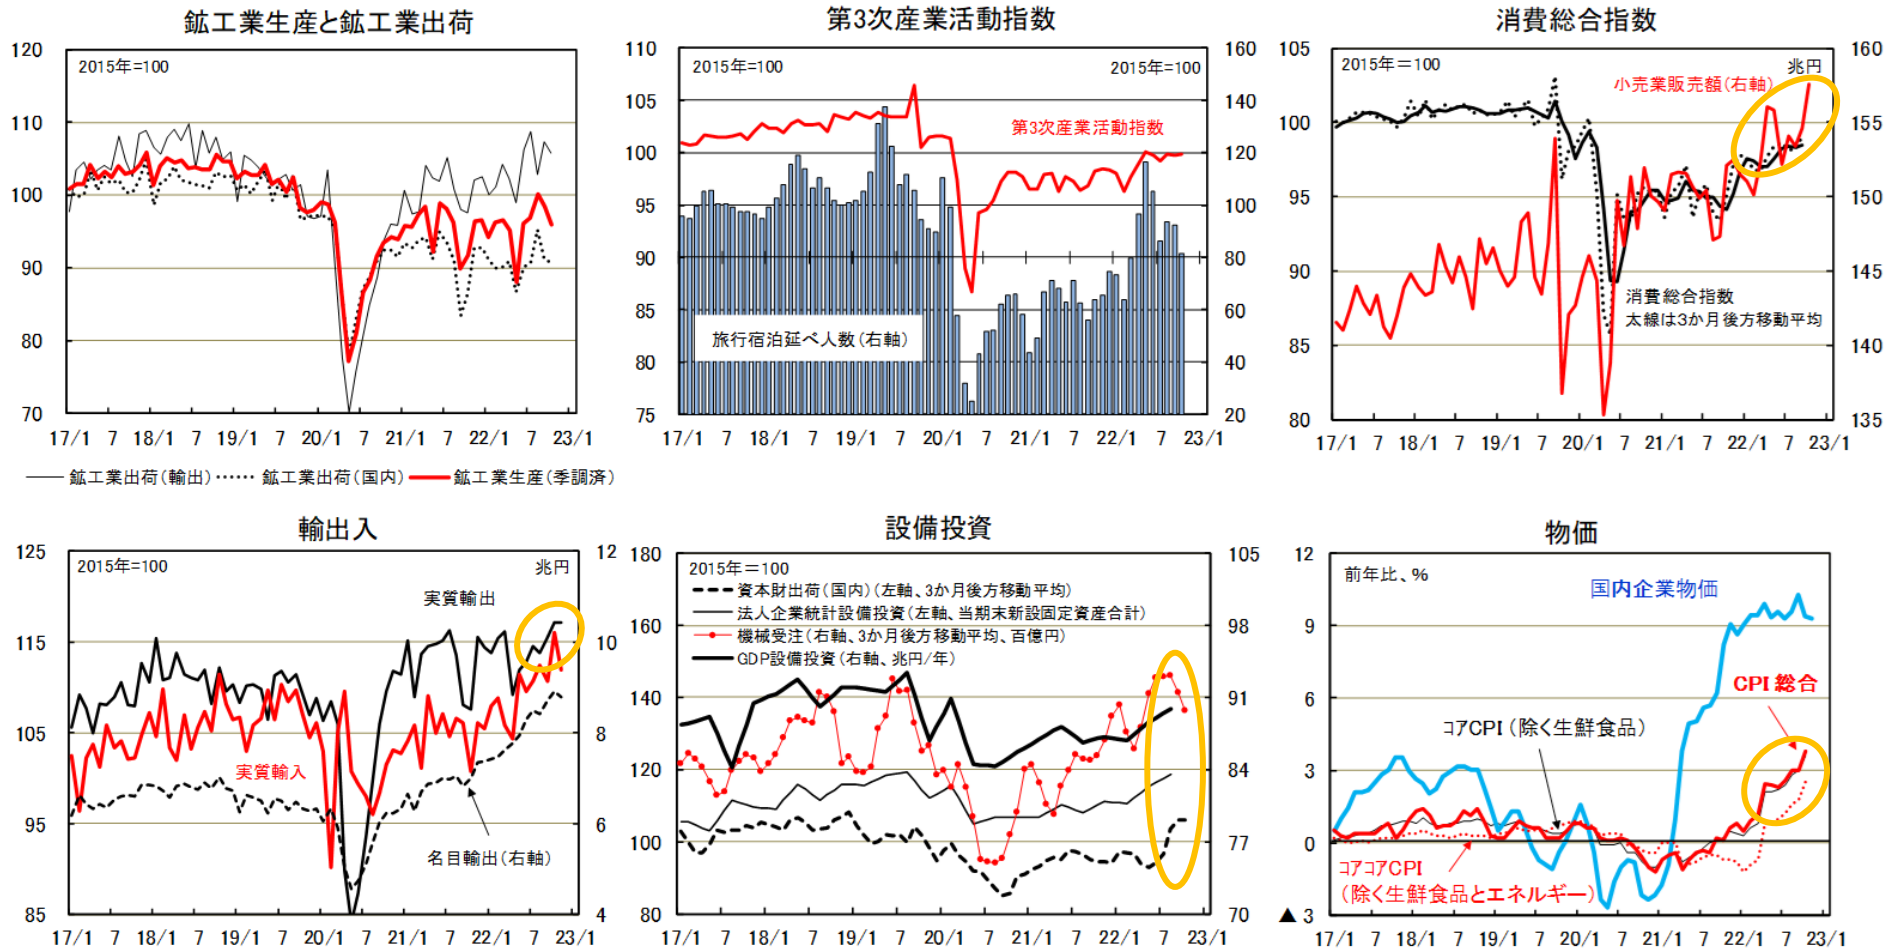 鉱工業生産と鉱工業出荷
120
110
100
90
80
70
2015年=100
17/1 7 18/1 7 19/1 7 20/1 7 21/1 7 22/1 7 23/1
鉱工業出荷(輸出) 鉱工業出荷(国内) 鉱工業生産(季調済)
第3次産業活動指数
110
105
100
95
90
85
80
75
2015年=100
2015年=100
第3次産業活動指数
旅行宿泊延べ人数(右軸)
160
140
120
100
80
60
40
20
17/1 7 18/1 7 19/1 7 20/1 7 21/1 7 22/1 7 23/1
消費総合指数
105
100
95
90
85
80
2015年=100
兆円
小売業販売額(右軸)
消費総合指数
太線は3か月後方移動平均
160
155
150
145
140
135
17/1 7 19/1 7 20/1 7 21/1 7 22/1 7 23/1
輸出入
125
115
105
95
85
2015年=100
兆円
実質輸出
実質輸入
名目輸出(右軸)
12
10
8
6
4
17/1 7 18/1 7 19/1 7 20/1 7 21/1 7 22/1 7 23/1
設備投資
180
160
140
120
100
80
2015年=100
資本財出荷(国内)(左軸、3か月後方移動平均)
法人企業統計設備投資(左軸、当期末新設固定資産合計)
機械受注(右軸、3か月後方移動平均、百億円)
GDP設備投資(右軸、兆円/年)
105
98
91
84
77
70
17/1 7 18/1 7 19/1 7 20/1 7 21/1 7 22/1 7 23/1
物価
12
9
6
3
0
▲3
前年比、%
国内企業物価
CPI 総合
コアCPI(除く生鮮食品)
コアコアCPI
(除く生鮮食品とエネルギー)
17/1 7 18/1 7 19/1 7 20/1 7 21/1 7 22/1 7 23/1